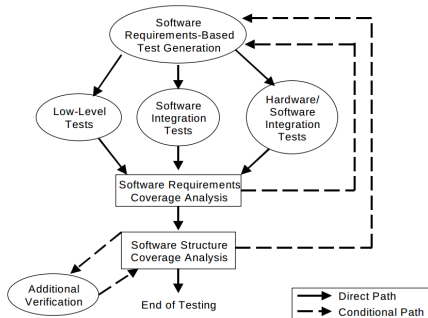 Software
Requirements-Based
Test Generation
Low-Level
Tests
Software
Integration
Tests
Hardware/
Software
Integration
Tests
Software Requirements
Coverage Analysis
Software Structure
Coverage Analysis
Additional
Verification
End of Testing
Direct Path
Conditional Path